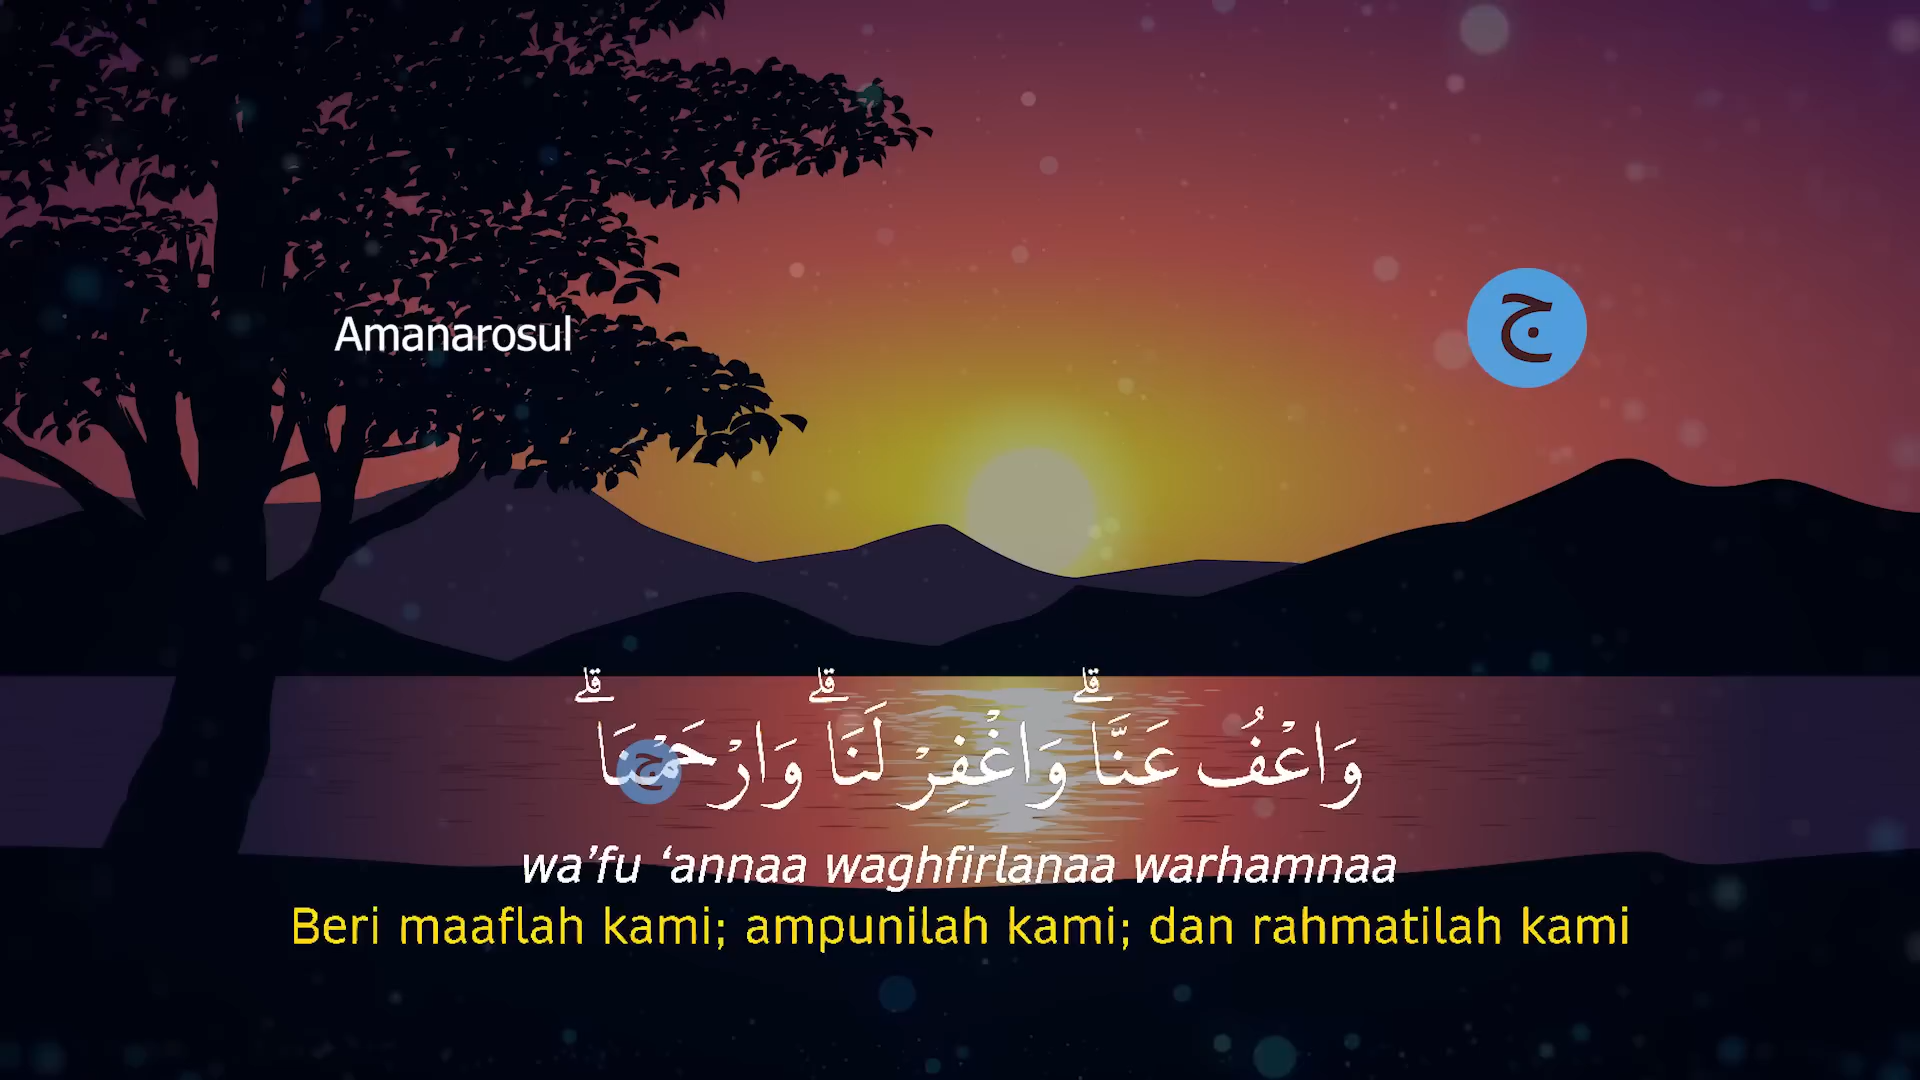 Amanarosul
ج
وَاعْفُ عَنَّاۗ وَاغْفِرْ لَنَاۗ وَارْحَمْنَاۗ
ج
wa’fu ‘annaa waghfirlanaa warhamnaa
Beri maaflah kami; ampunilah kami; dan rahmatilah kami